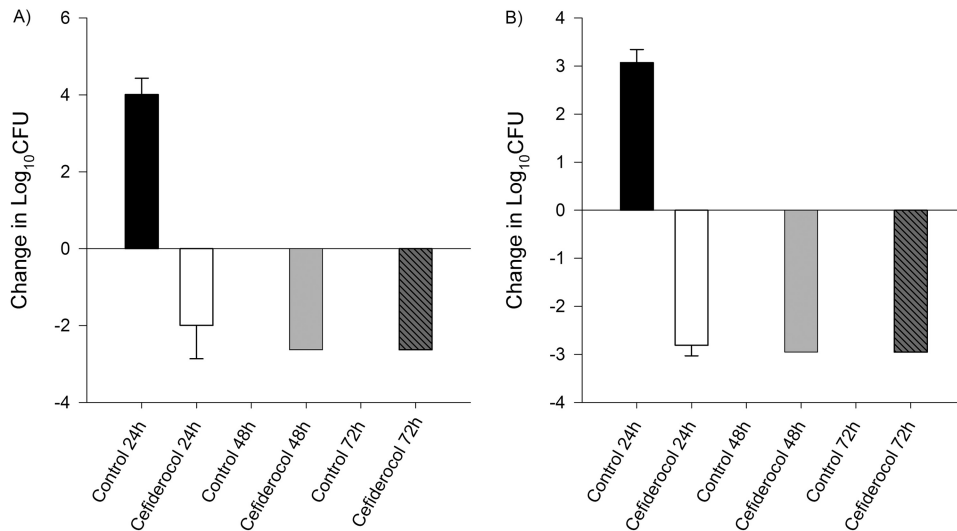 A)
Change in Log₁₀CFU
6
4
2
0
-2
-4
Control 24h
Cefiderocol 24h
Control 48h
Cefiderocol 48h
Control 72h
Cefiderocol 72h
B)
Change in Log₁₀CFU
4
3
2
1
0
-1
-2
-3
-4
Control 24h
Cefiderocol 24h
Control 48h
Cefiderocol 48h
Control 72h
Cefiderocol 72h